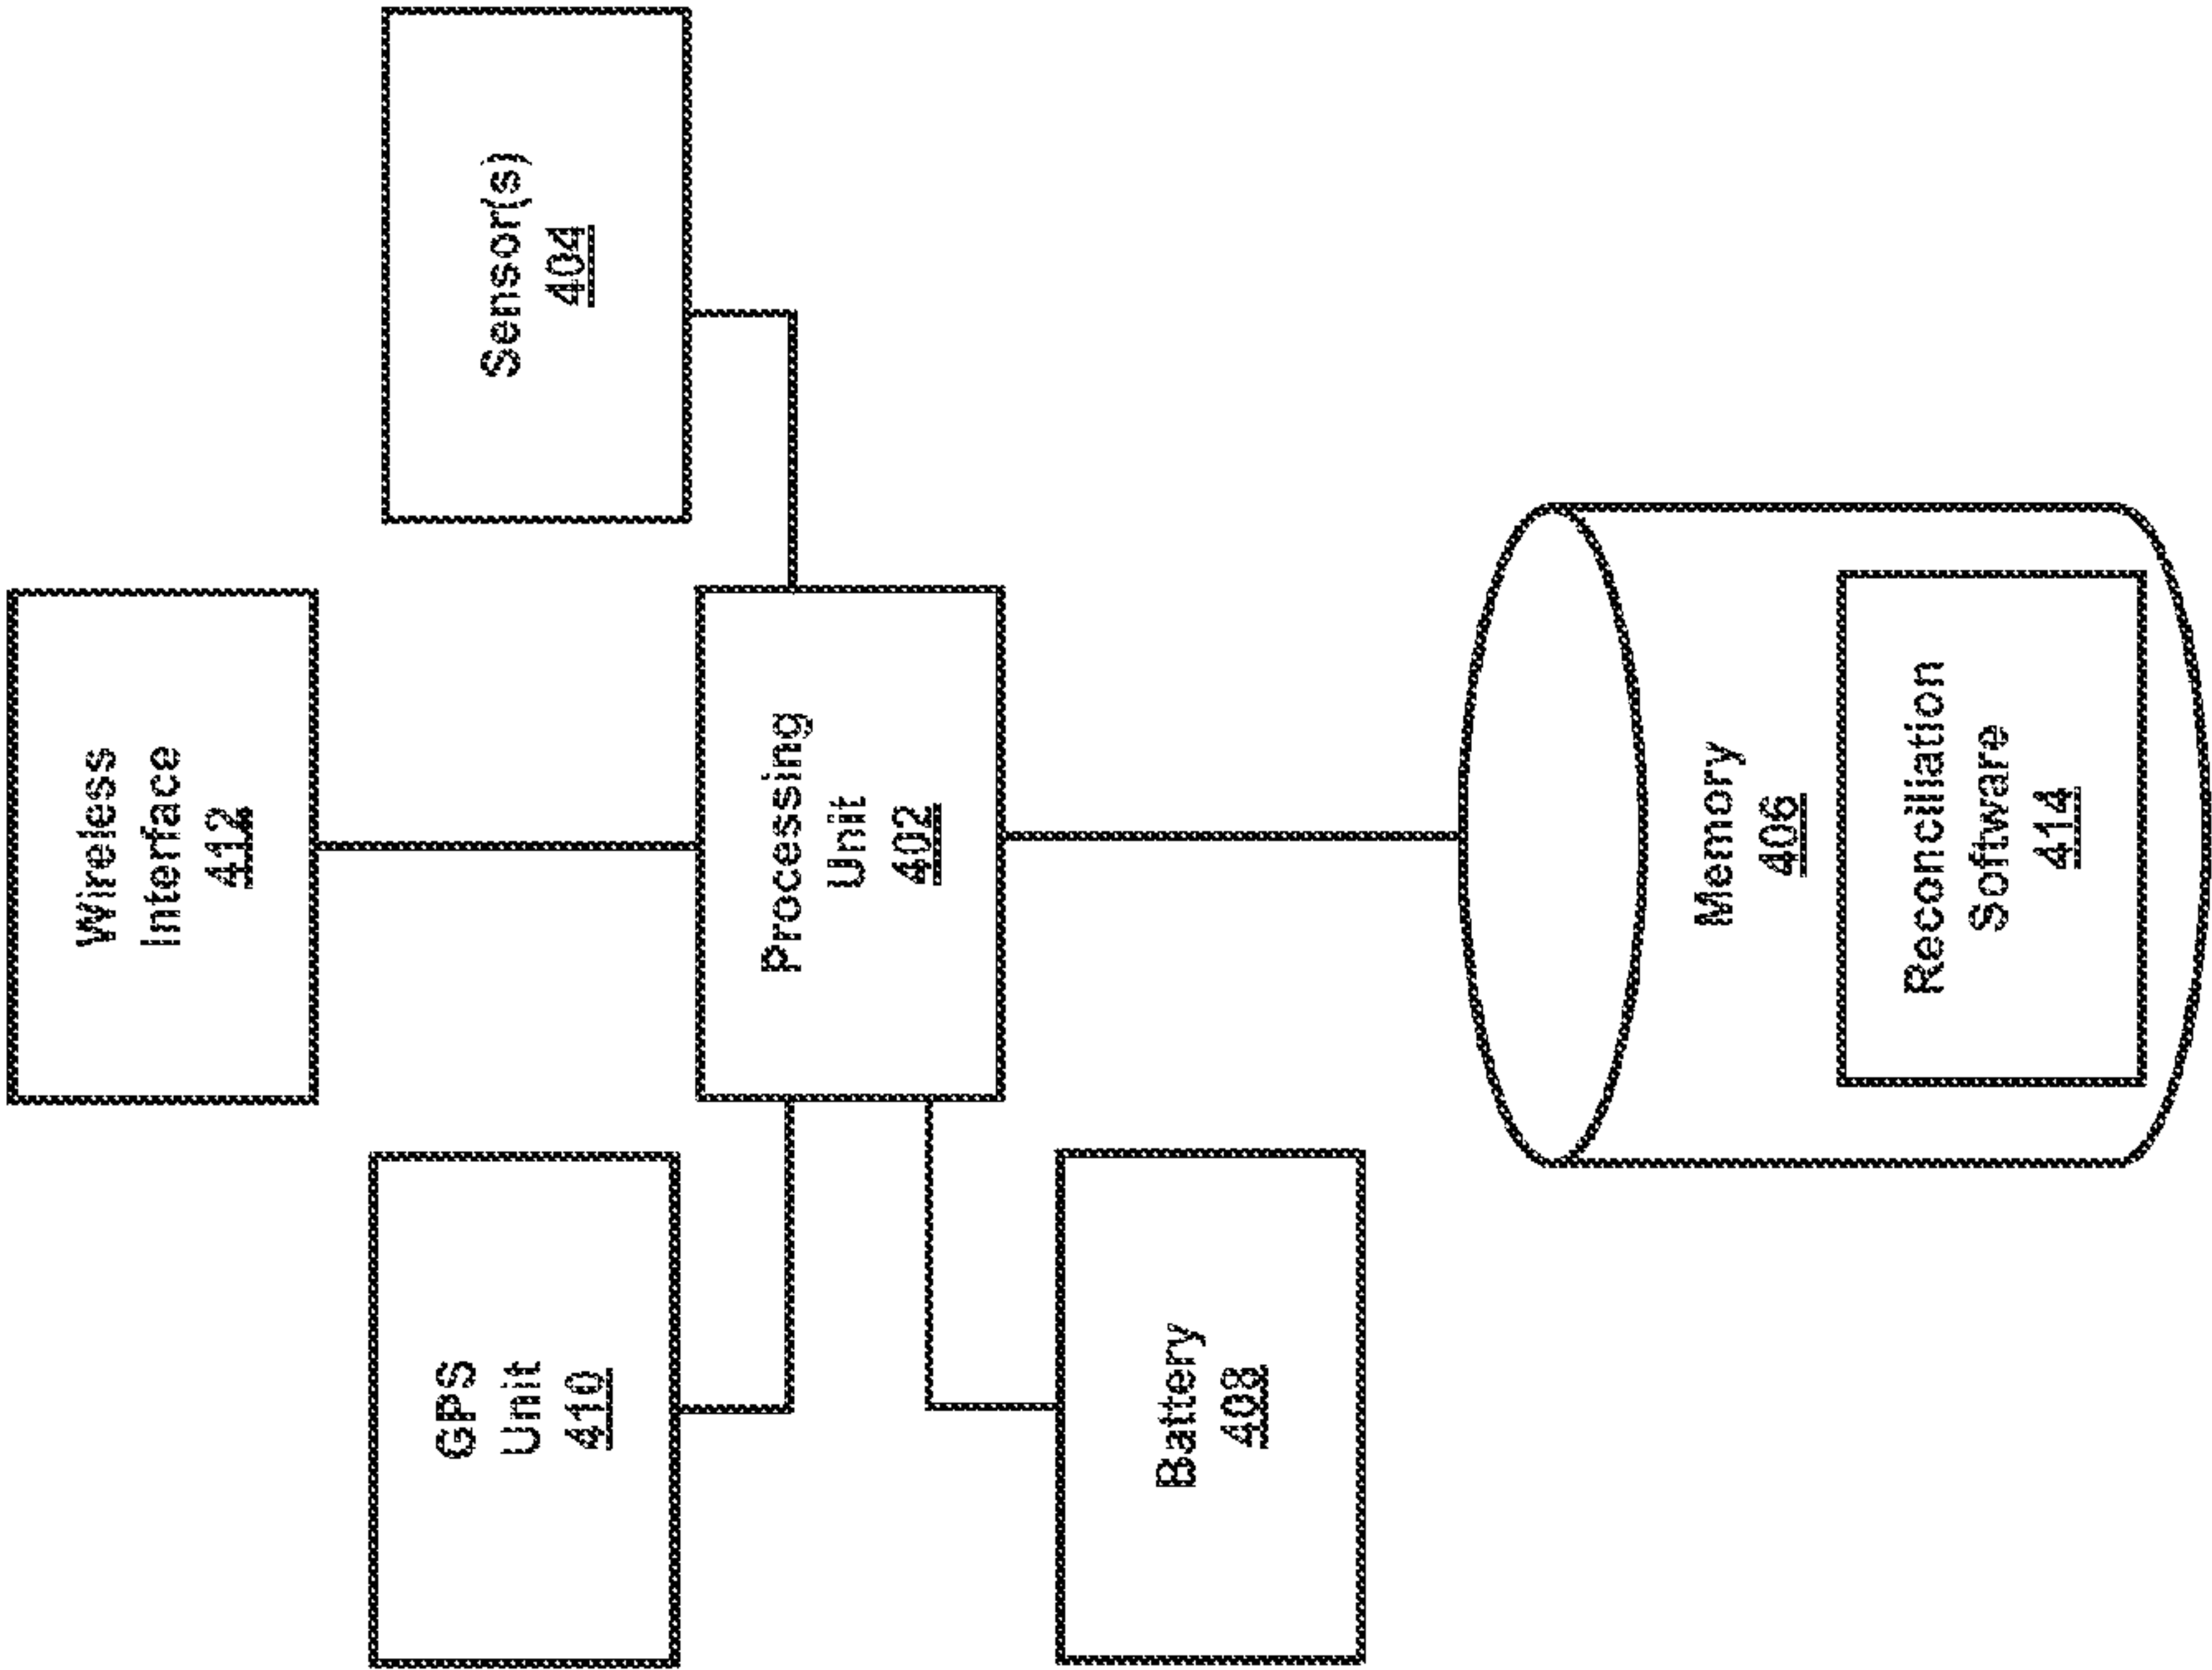 Wireless
Interface
412
GPS
Unit
410
Sensor(s)
404
Processing
Unit
402
Battery
408
Memory
406
Reconciliation
Software
414